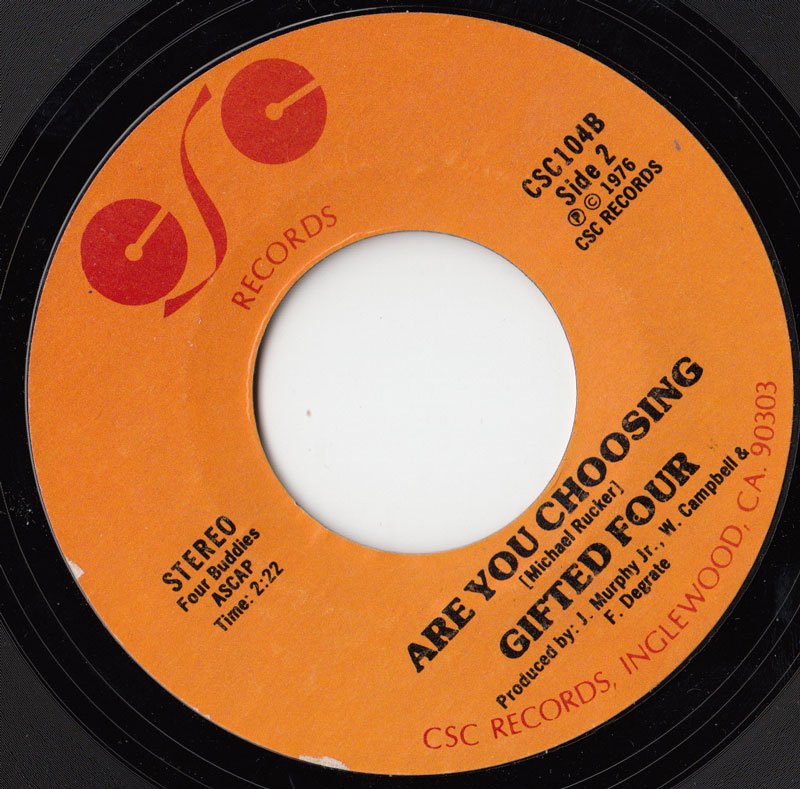 CSC
RECORDS
CSC104B
Side 2
Ⓟ © 1976
CSC RECORDS
STEREO
Four Buddies
ASCAP
Time: 2:22
ARE YOU CHOOSING
[Michael Rucker]
GIFTED FOUR
Produced by: J. Murphy Jr., W. Campbell &
F. Degrate
CSC RECORDS, INGLEWOOD, CA. 90303